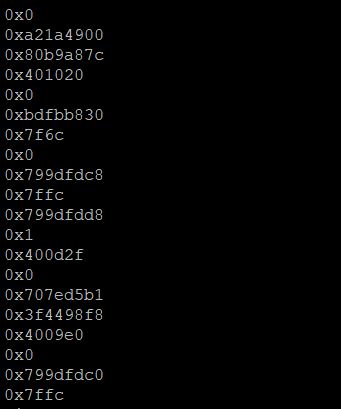 0x0
0xa21a4900
0x80b9a87c
0x401020
0x0
0xbdfbb830
0x7f6c
0x0
0x799dfdc8
0x7ffc
0x799dfdd8
0x1
0x400d2f
0x0
0x707ed5b1
0x3f4498f8
0x4009e0
0x0
0x799dfdc0
0x7ffc